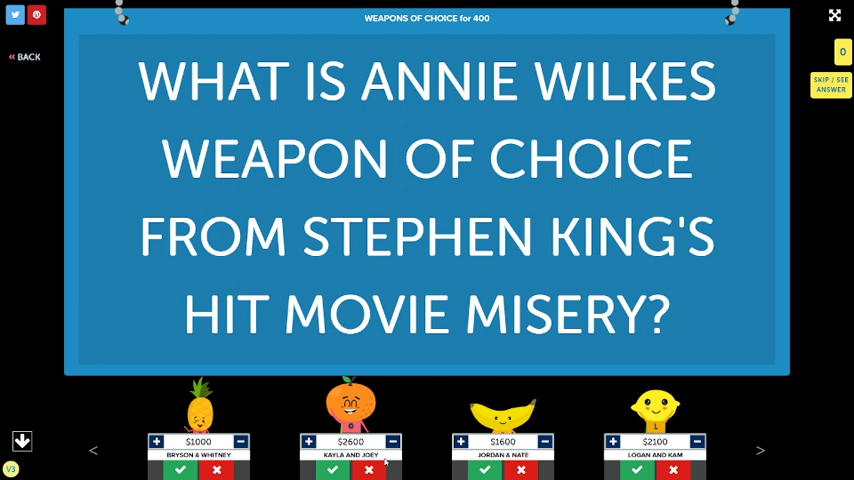 WEAPONS OF CHOICE for 400
« BACK
0
SKIP / SEE
ANSWER
WHAT IS ANNIE WILKES
WEAPON OF CHOICE
FROM STEPHEN KING'S
HIT MOVIE MISERY?
$1000
$2600
$1600
$2100
BRYSON & WHITNEY
KAYLA AND JOEY
JORDAN & NATE
LOGAN AND KAM
V3